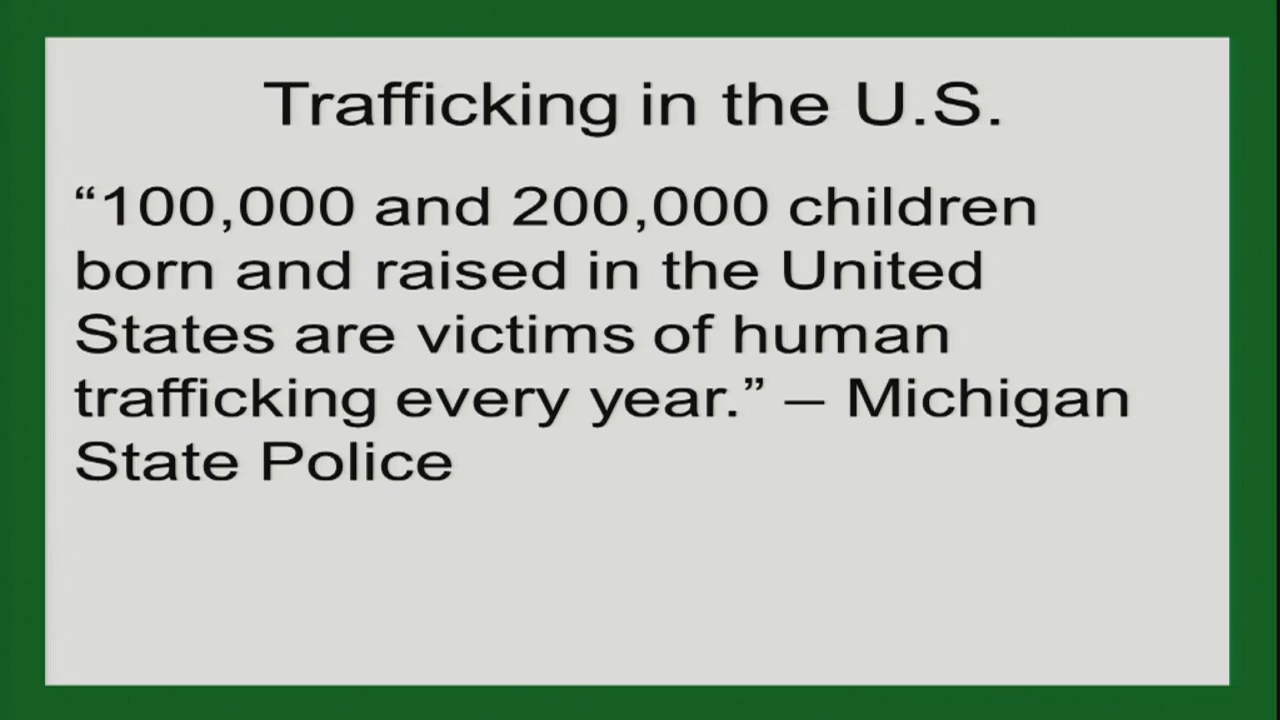 Trafficking in the U.S.
“100,000 and 200,000 children
born and raised in the United
States are victims of human
trafficking every year.” – Michigan
State Police